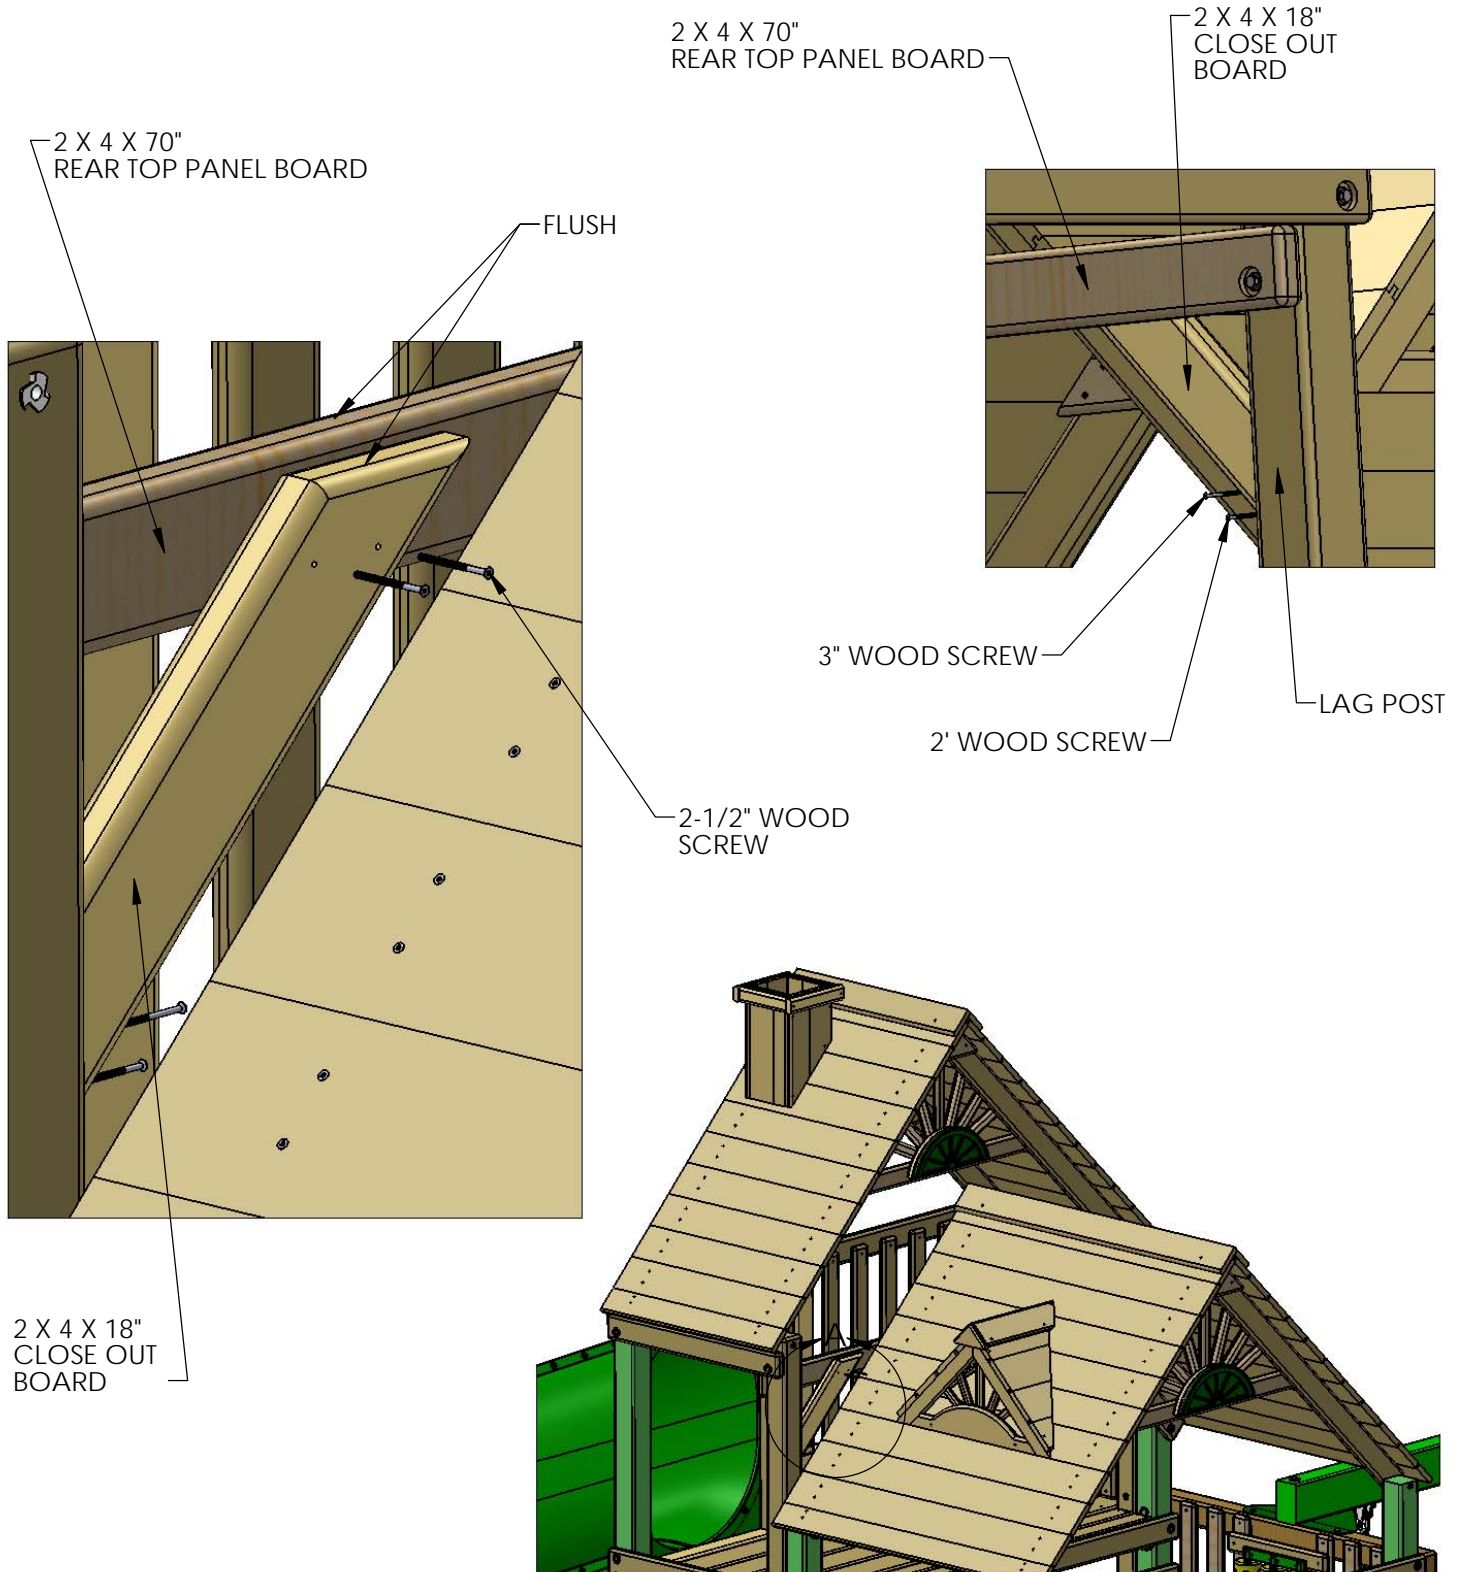 2 X 4 X 70"
REAR TOP PANEL BOARD
2 X 4 X 18"
CLOSE OUT
BOARD
2 X 4 X 70"
REAR TOP PANEL BOARD
FLUSH
3" WOOD SCREW
LAG POST
2' WOOD SCREW
2-1/2" WOOD
SCREW
2 X 4 X 18"
CLOSE OUT
BOARD
A